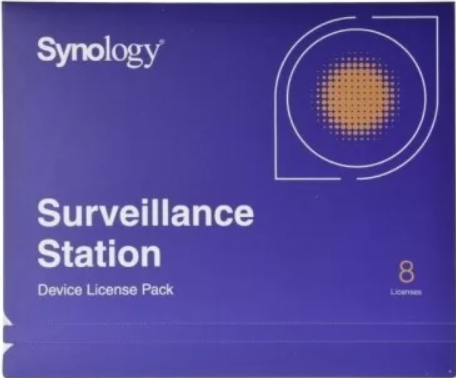 Synology®
Surveillance
Station
Device License Pack
8
Licenses